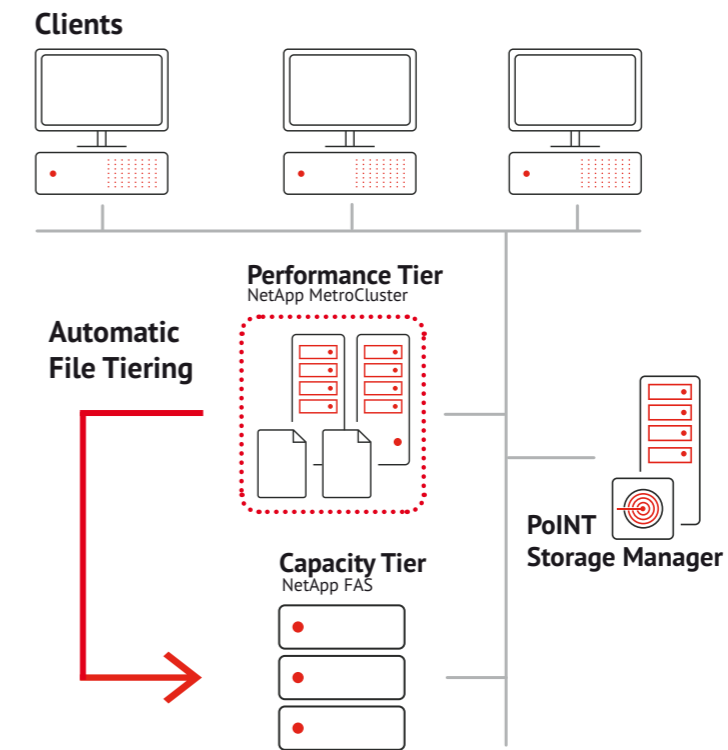 Clients
Performance Tier
NetApp MetroCluster
Automatic
File Tiering
PoINT
Storage Manager
Capacity Tier
NetApp FAS